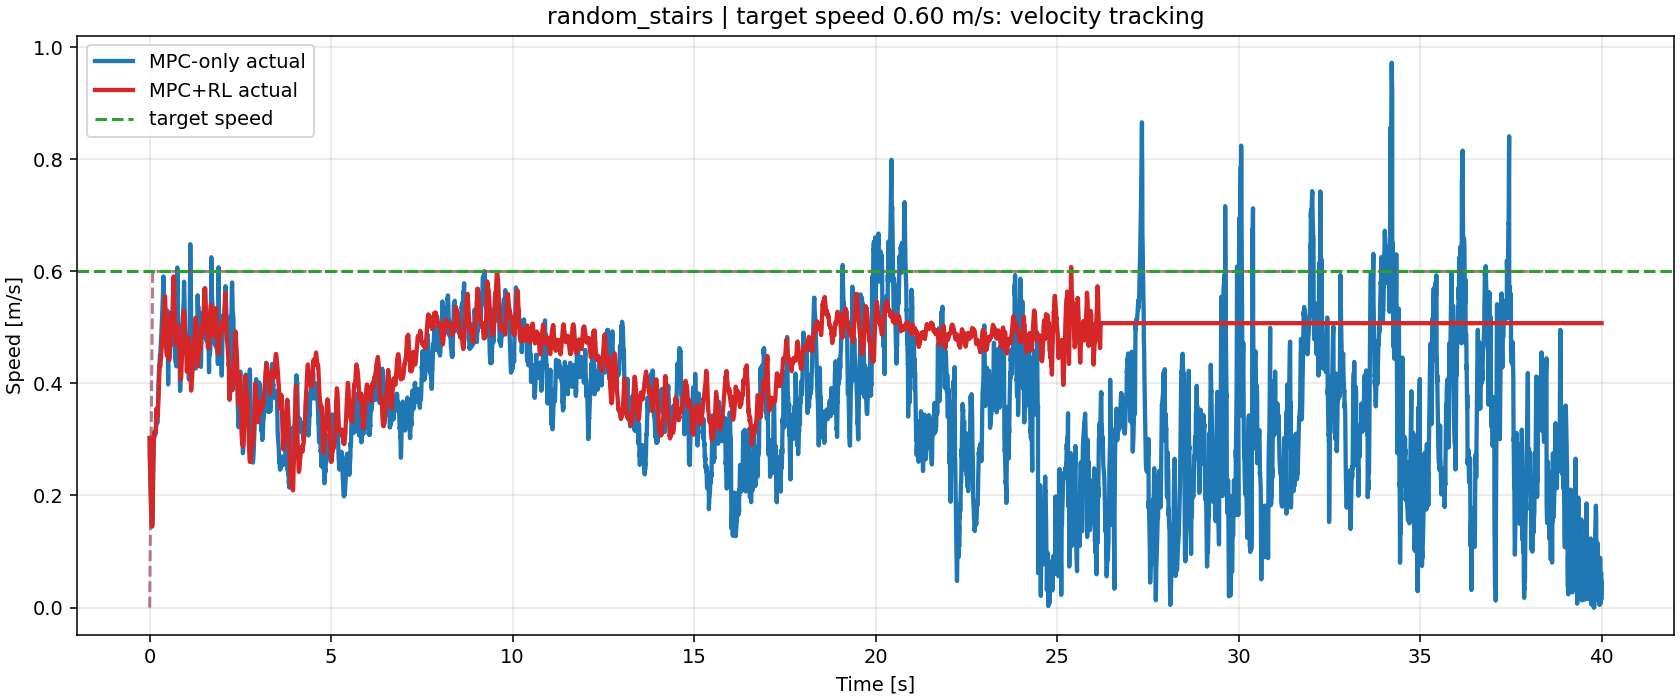 random_stairs | target speed 0.60 m/s: velocity tracking
MPC-only actual
MPC+RL actual
target speed
Speed [m/s]
1.0
0.8
0.6
0.4
0.2
0.0
0 5 10 15 20 25 30 35 40
Time [s]